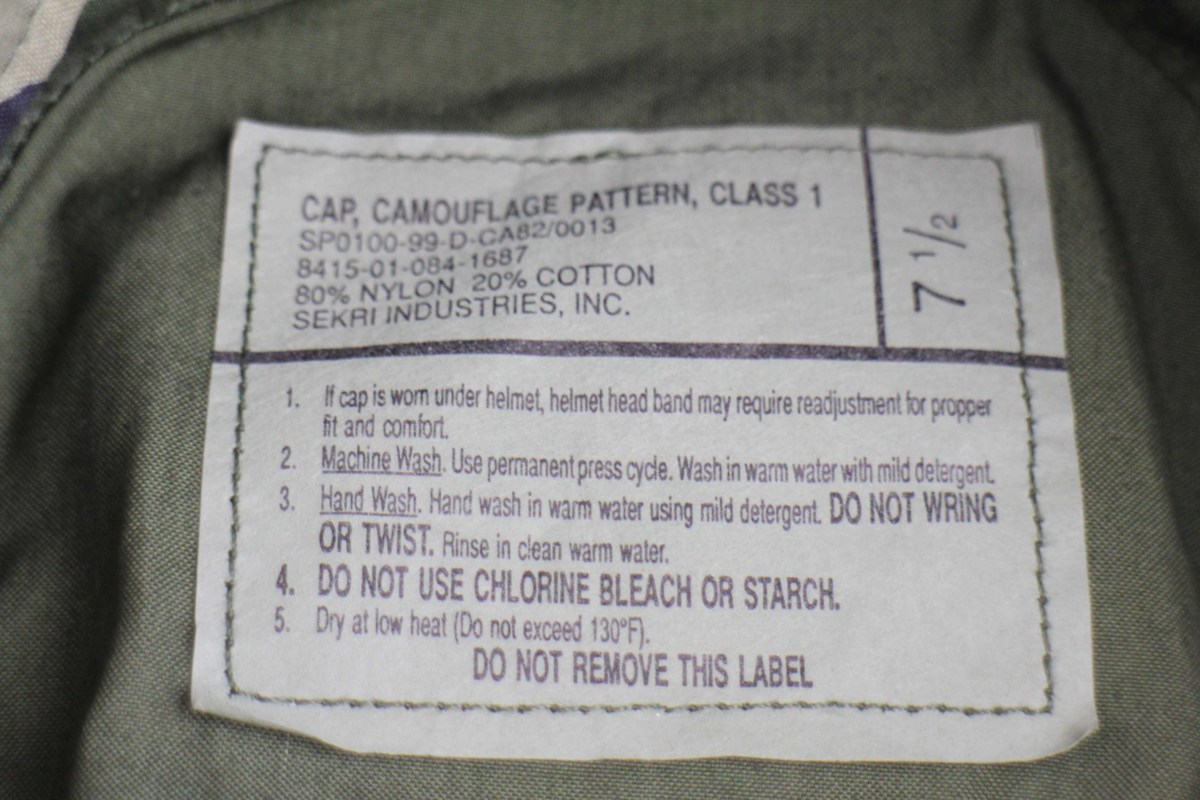 CAP, CAMOUFLAGE PATTERN, CLASS 1
SP0100-99-D-CA82/0013
8415-01-084-1687
80% NYLON 20% COTTON
SEKRI INDUSTRIES, INC.
7 1/2
1. If cap is worn under helmet, helmet head band may require readjustment for propper
fit and comfort.
2. Machine Wash. Use permanent press cycle. Wash in warm water with mild detergent.
3. Hand Wash. Hand wash in warm water using mild detergent. DO NOT WRING
OR TWIST. Rinse in clean warm water.
4. DO NOT USE CHLORINE BLEACH OR STARCH.
5. Dry at low heat (Do not exceed 130°F).
DO NOT REMOVE THIS LABEL